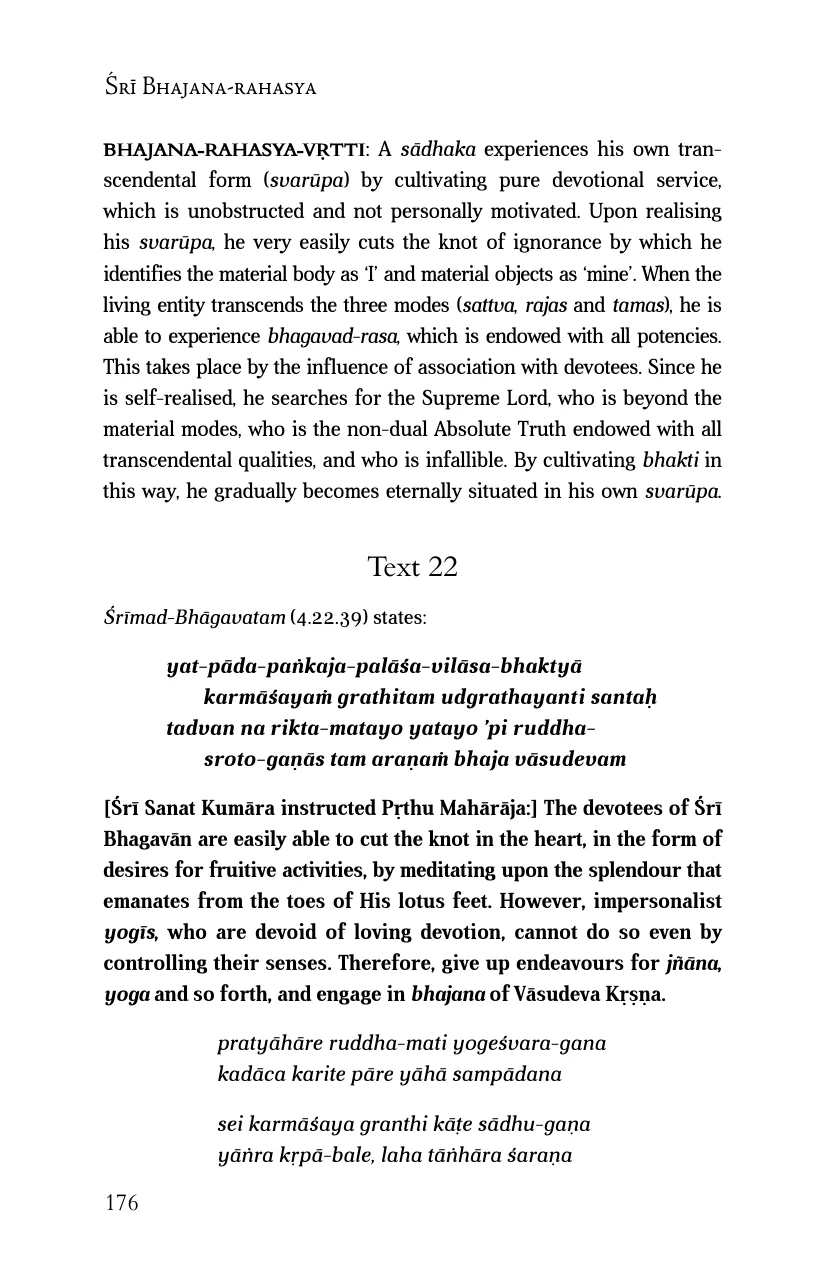 Śrī Bhajana-rahasya
BHAJANA-RAHASYA-VṚTTI: A sādhaka experiences his own tran-
scendental form (svarūpa) by cultivating pure devotional service,
which is unobstructed and not personally motivated. Upon realising
his svarūpa, he very easily cuts the knot of ignorance by which he
identifies the material body as ‘I’ and material objects as ‘mine’. When the
living entity transcends the three modes (sattva, rajas and tamas), he is
able to experience bhagavad-rasa, which is endowed with all potencies.
This takes place by the influence of association with devotees. Since he
is self-realised, he searches for the Supreme Lord, who is beyond the
material modes, who is the non-dual Absolute Truth endowed with all
transcendental qualities, and who is infallible. By cultivating bhakti in
this way, he gradually becomes eternally situated in his own svarūpa.
Text 22
Śrīmad-Bhāgavatam (4.22.39) states:
yat-pāda-paṅkaja-palāśa-vilāsa-bhaktyā
karmāśayaṁ grathitam udgrathayanti santaḥ
tadvan na rikta-matayo yatayo ’pi ruddha-
sroto-gaṇās tam araṇaṁ bhaja vāsudevam
[Śrī Sanat Kumāra instructed Pṛthu Mahārāja:] The devotees of Śrī
Bhagavān are easily able to cut the knot in the heart, in the form of
desires for fruitive activities, by meditating upon the splendour that
emanates from the toes of His lotus feet. However, impersonalist
yogīs, who are devoid of loving devotion, cannot do so even by
controlling their senses. Therefore, give up endeavours for jñāna,
yoga and so forth, and engage in bhajana of Vāsudeva Kṛṣṇa.
pratyāhāre ruddha-mati yogeśvara-gana
kadāca karite pāre yāhā sampādana
sei karmāśaya granthi kāṭe sādhu-gaṇa
yāṅra kṛpā-bale, laha tāṅhāra śaraṇa
176